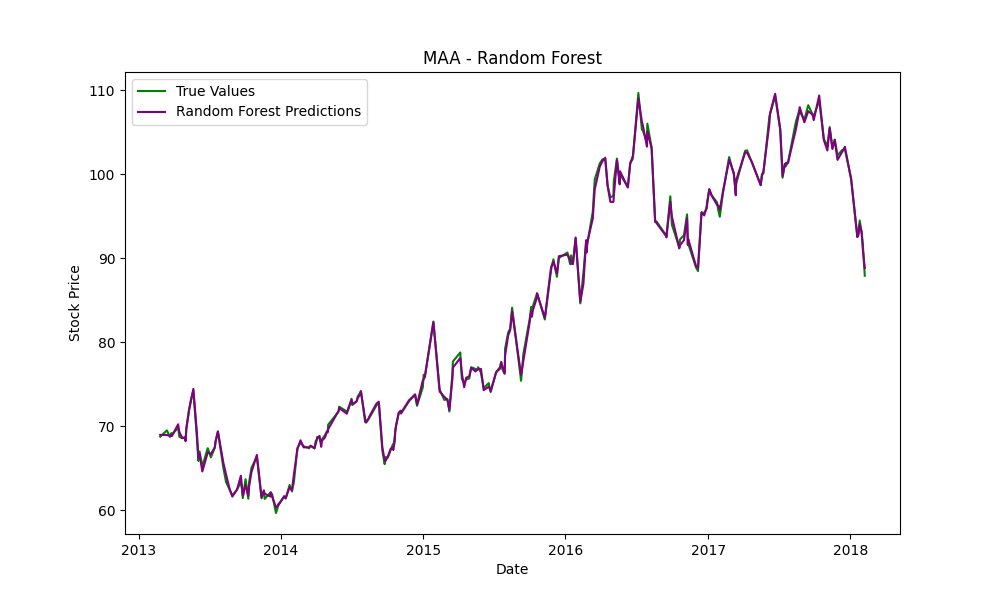 MAA - Random Forest
True Values
Random Forest Predictions
110
100
90
80
70
60
Stock Price
2013 2014 2015 2016 2017 2018
Date